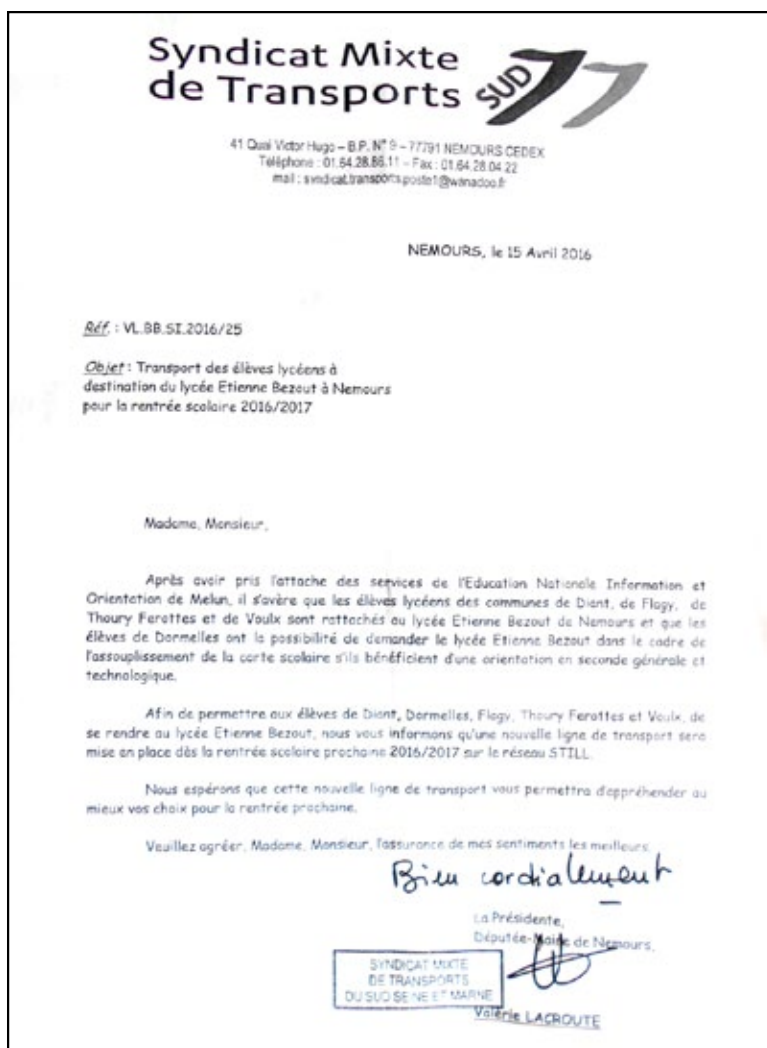 Syndicat Mixte
de Transports SUD 77
41 Quai Victor Hugo – B.P. N° 9 – 77791 NEMOURS CEDEX
Téléphone : 01.64.28.86.11 – Fax : 01.64.28.04.22
mail : syndicat.transports.poste1@wanadoo.fr
NEMOURS, le 15 Avril 2016
Réf. : VL.BB.SI.2016/25
Objet : Transport des élèves lycéens à
destination du lycée Etienne Bezout à Nemours
pour la rentrée scolaire 2016/2017
Madame, Monsieur,
Après avoir pris l'attache des services de l'Education Nationale Information et
Orientation de Melun, il s'avère que les élèves lycéens des communes de Diant, de Flagy, de
Thoury Ferottes et de Voulx sont rattachés au lycée Etienne Bezout de Nemours et que les
élèves de Dormelles ont la possibilité de demander le lycée Etienne Bezout dans le cadre de
l'assouplissement de la carte scolaire s'ils bénéficient d'une orientation en seconde générale et
technologique.
Afin de permettre aux élèves de Diant, Dormelles, Flagy, Thoury Ferottes et Voulx, de
se rendre au lycée Etienne Bezout, nous vous informons qu'une nouvelle ligne de transport sera
mise en place dès la rentrée scolaire prochaine 2016/2017 sur le réseau STILL.
Nous espérons que cette nouvelle ligne de transport vous permettra d'appréhender au
mieux vos choix pour la rentrée prochaine.
Veuillez agréer, Madame, Monsieur, l'assurance de mes sentiments les meilleurs.
Bien cordialement
La Présidente,
Députée-Maire de Nemours,
SYNDICAT MIXTE
DE TRANSPORTS
DU SUD SEINE ET MARNE
Valérie LACROUTE